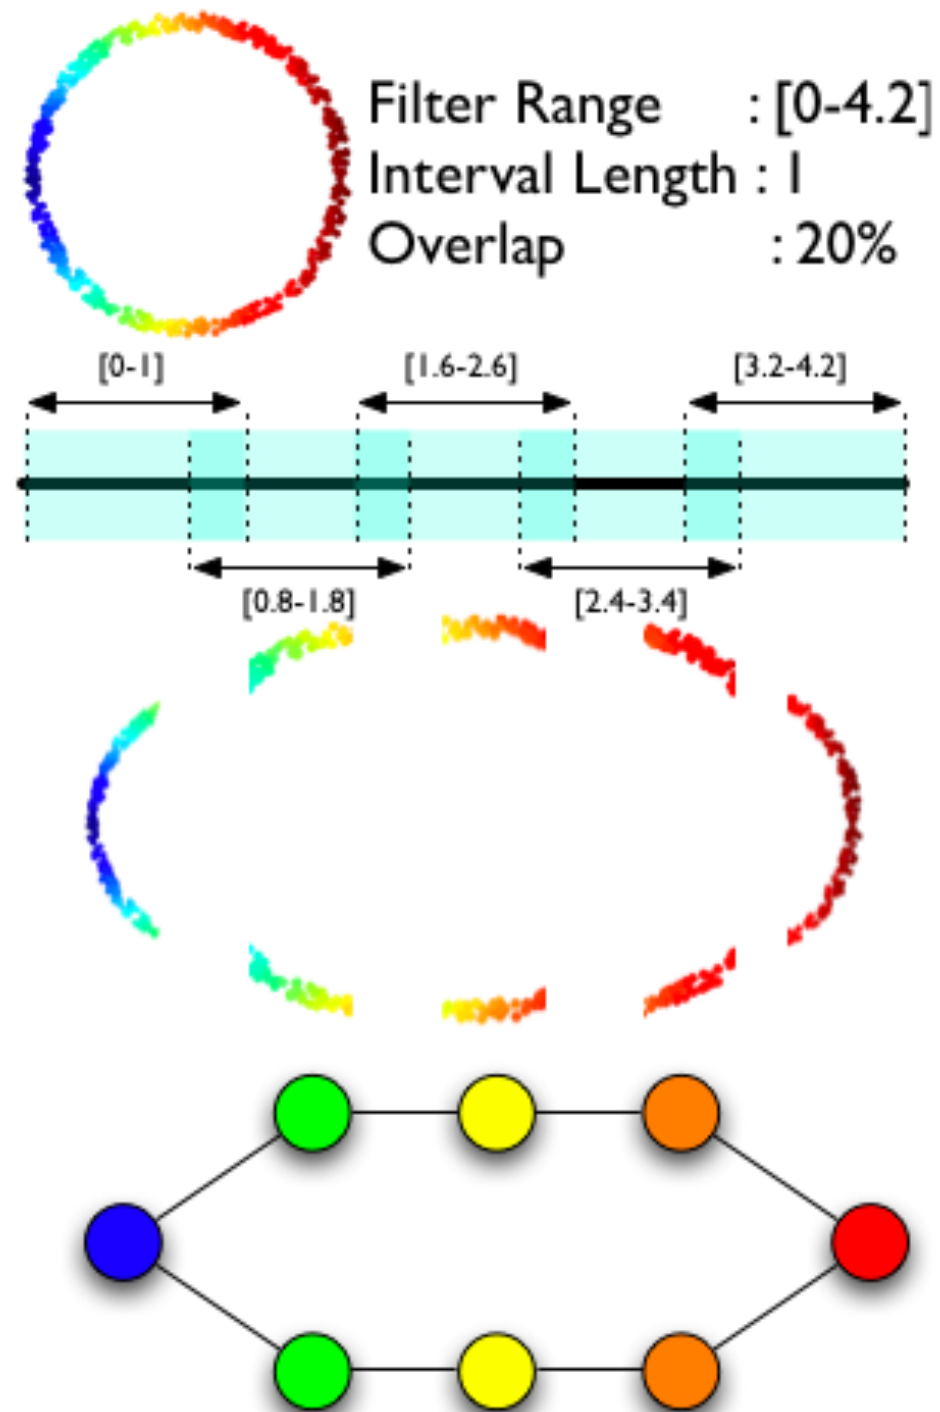 Filter Range : [0-4.2]
Interval Length : 1
Overlap : 20%
[0-1] [1.6-2.6] [3.2-4.2]
[0.8-1.8] [2.4-3.4]